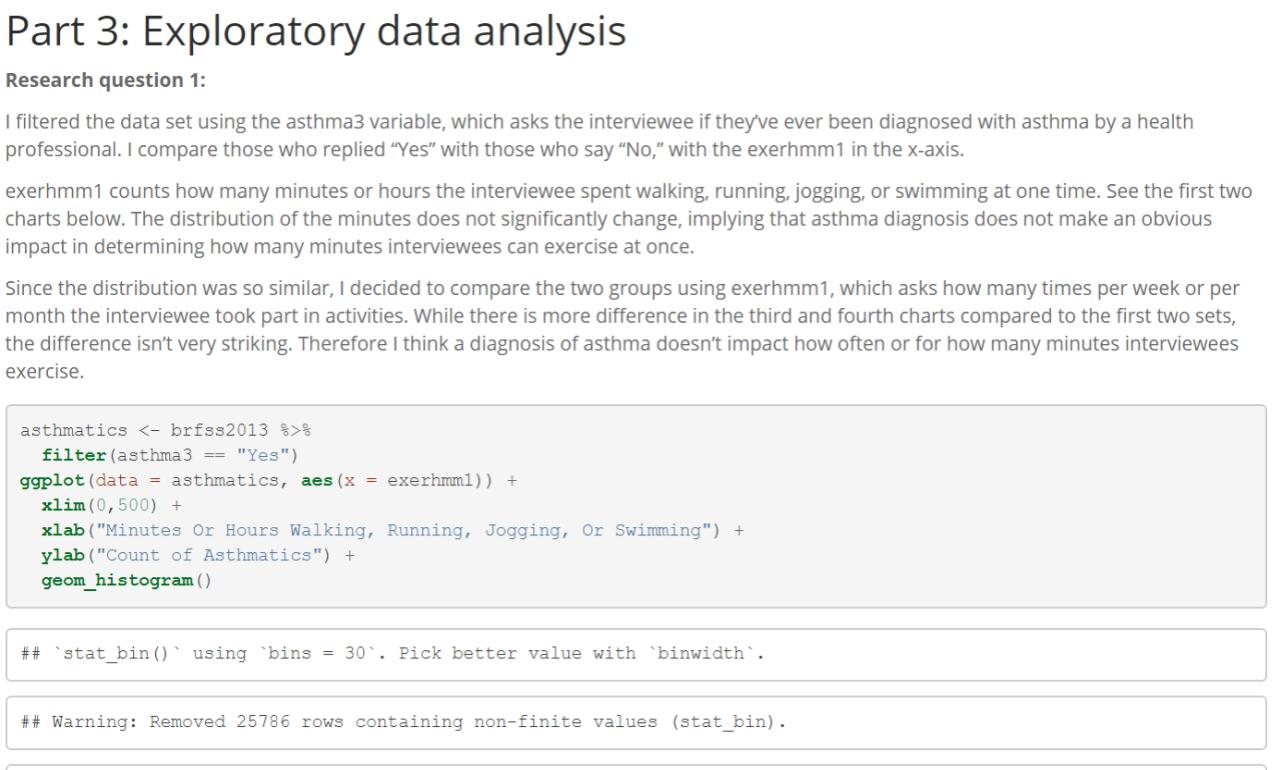 Part 3: Exploratory data analysis
Research question 1:
I filtered the data set using the asthma3 variable, which asks the interviewee if they’ve ever been diagnosed with asthma by a health
professional. I compare those who replied “Yes” with those who say “No,” with the exerhmm1 in the x-axis.
exerhmm1 counts how many minutes or hours the interviewee spent walking, running, jogging, or swimming at one time. See the first two
charts below. The distribution of the minutes does not significantly change, implying that asthma diagnosis does not make an obvious
impact in determining how many minutes interviewees can exercise at once.
Since the distribution was so similar, I decided to compare the two groups using exerhmm1, which asks how many times per week or per
month the interviewee took part in activities. While there is more difference in the third and fourth charts compared to the first two sets,
the difference isn’t very striking. Therefore I think a diagnosis of asthma doesn’t impact how often or for how many minutes interviewees
exercise.
asthmatics <- brfss2013 %>%
  filter(asthma3 == "Yes")
ggplot(data = asthmatics, aes(x = exerhmm1)) +
  xlim(0,500) +
  xlab("Minutes Or Hours Walking, Running, Jogging, Or Swimming") +
  ylab("Count of Asthmatics") +
  geom_histogram()
## `stat_bin()` using `bins = 30`. Pick better value with `binwidth`.
## Warning: Removed 25786 rows containing non-finite values (stat_bin).